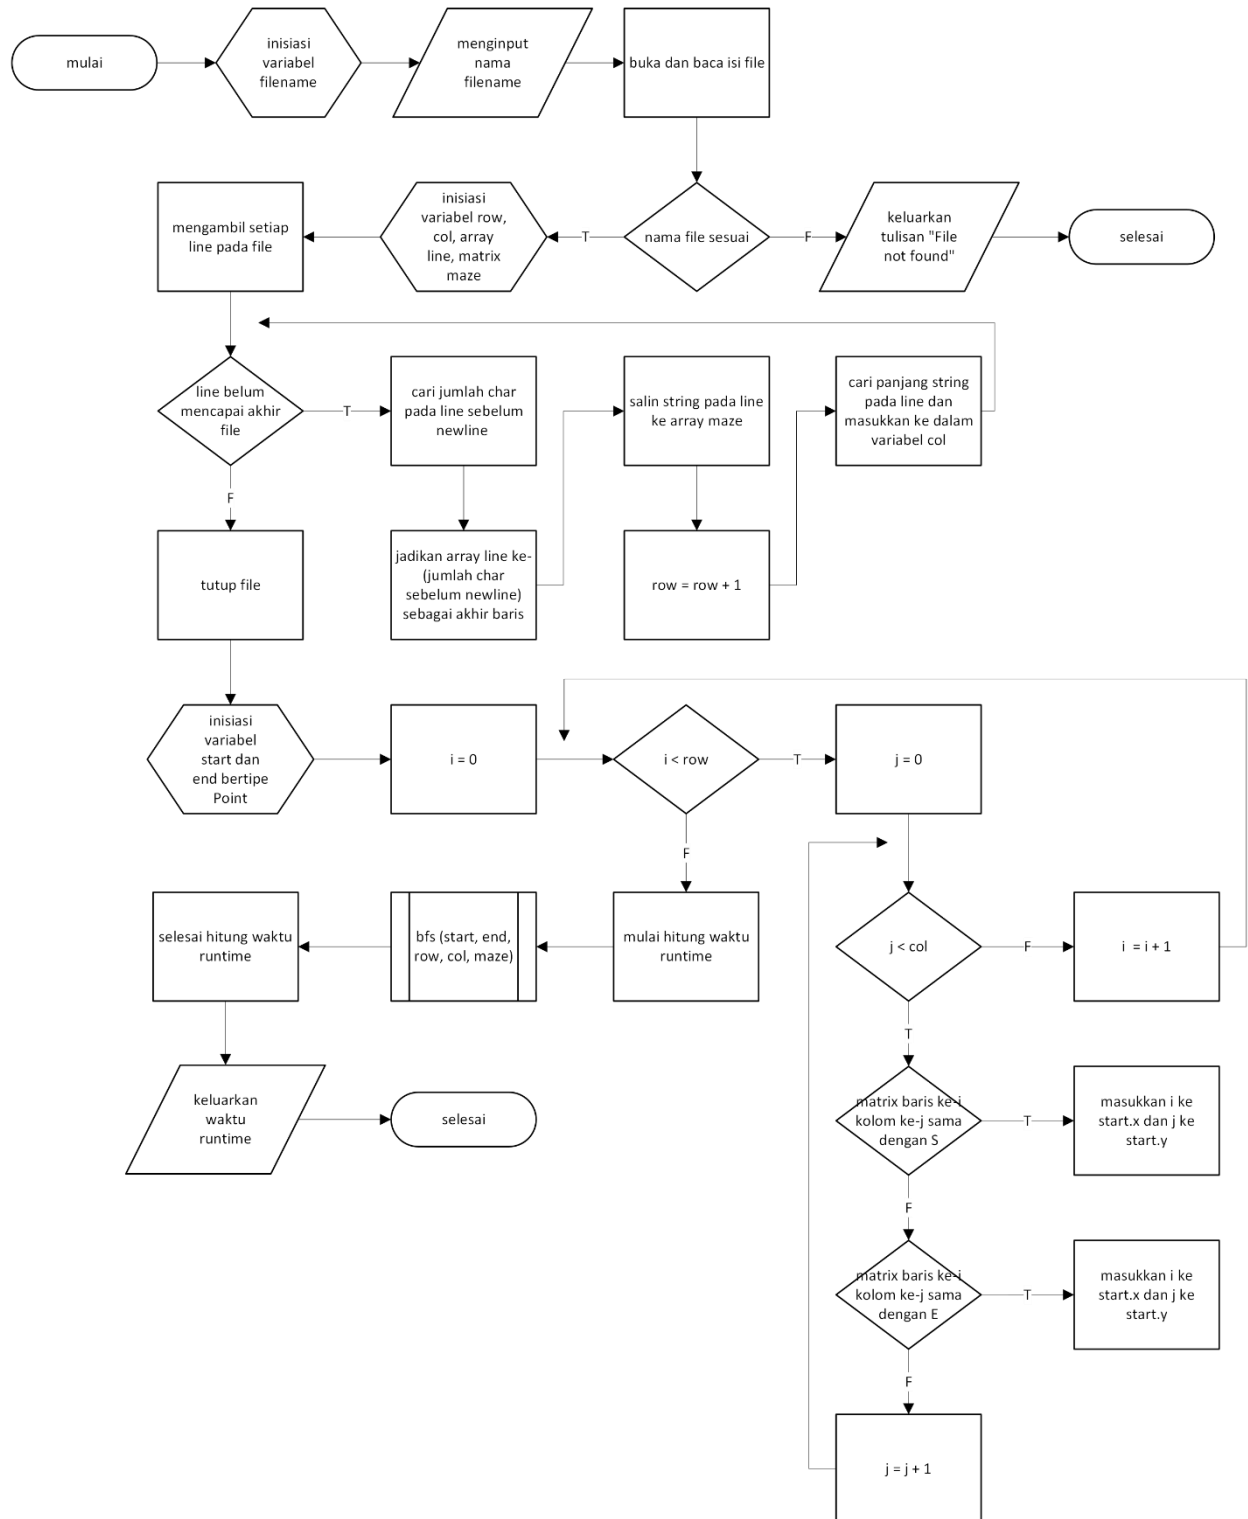 mulai
inisiasi
variabel
filename
menginput
nama
filename
buka dan baca isi file
mengambil setiap
line pada file
inisiasi
variabel row,
col, array
line, matrix
maze
T
nama file sesuai
F
keluarkan
tulisan "File
not found"
selesai
line belum
mencapai akhir
file
T
cari jumlah char
pada line sebelum
newline
salin string pada line
ke array maze
cari panjang string
pada line dan
masukkan ke dalam
variabel col
F
tutup file
jadikan array line ke-
(jumlah char
sebelum newline)
sebagai akhir baris
row = row + 1
inisiasi
variabel
start dan
end bertipe
Point
i = 0
i < row
T
j = 0
F
selesai hitung waktu
runtime
bfs (start, end,
row, col, maze)
mulai hitung waktu
runtime
j < col
F
i = i + 1
T
keluarkan
waktu
runtime
selesai
matrix baris ke-i
kolom ke-j sama
dengan S
T
masukkan i ke
start.x dan j ke
start.y
F
matrix baris ke-i
kolom ke-j sama
dengan E
T
masukkan i ke
start.x dan j ke
start.y
F
j = j + 1